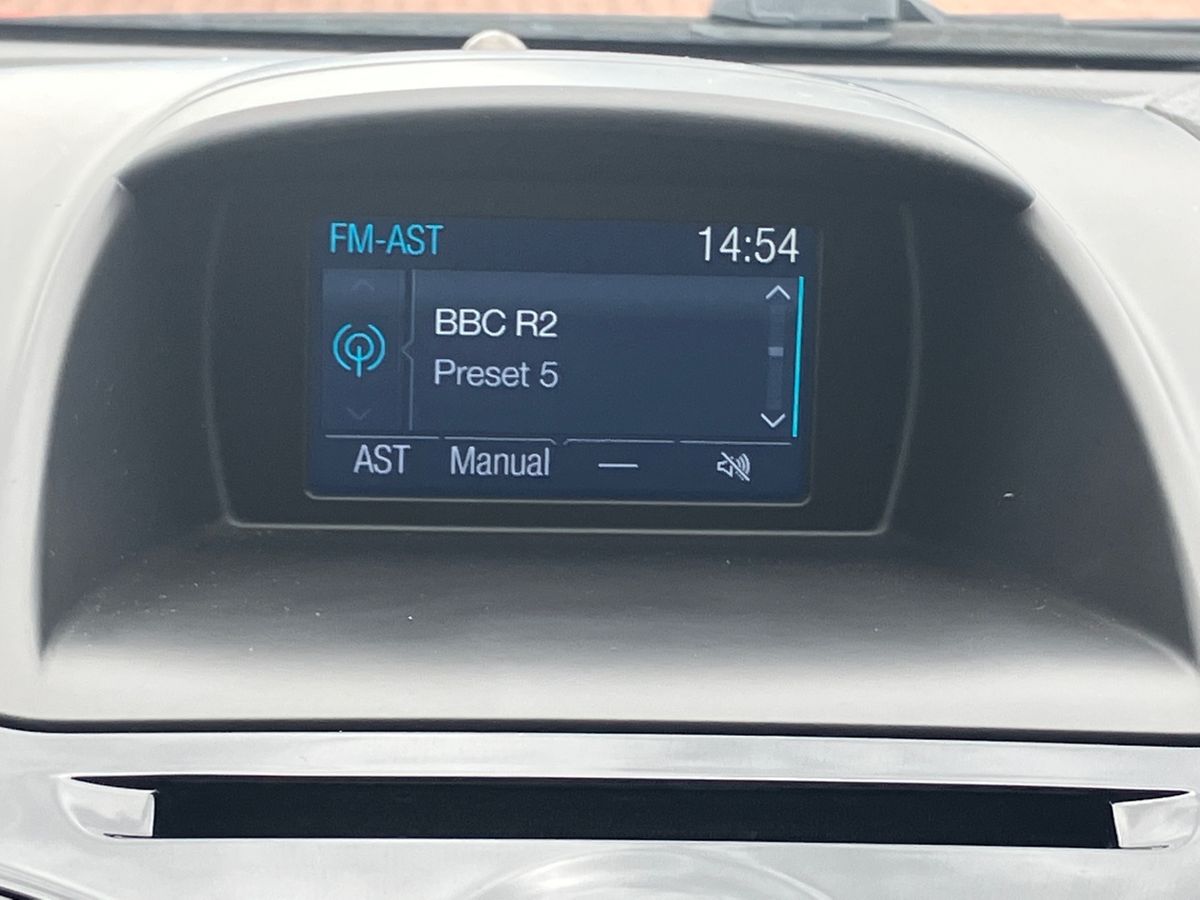 FM-AST 14:54
BBC R2
Preset 5
AST Manual —